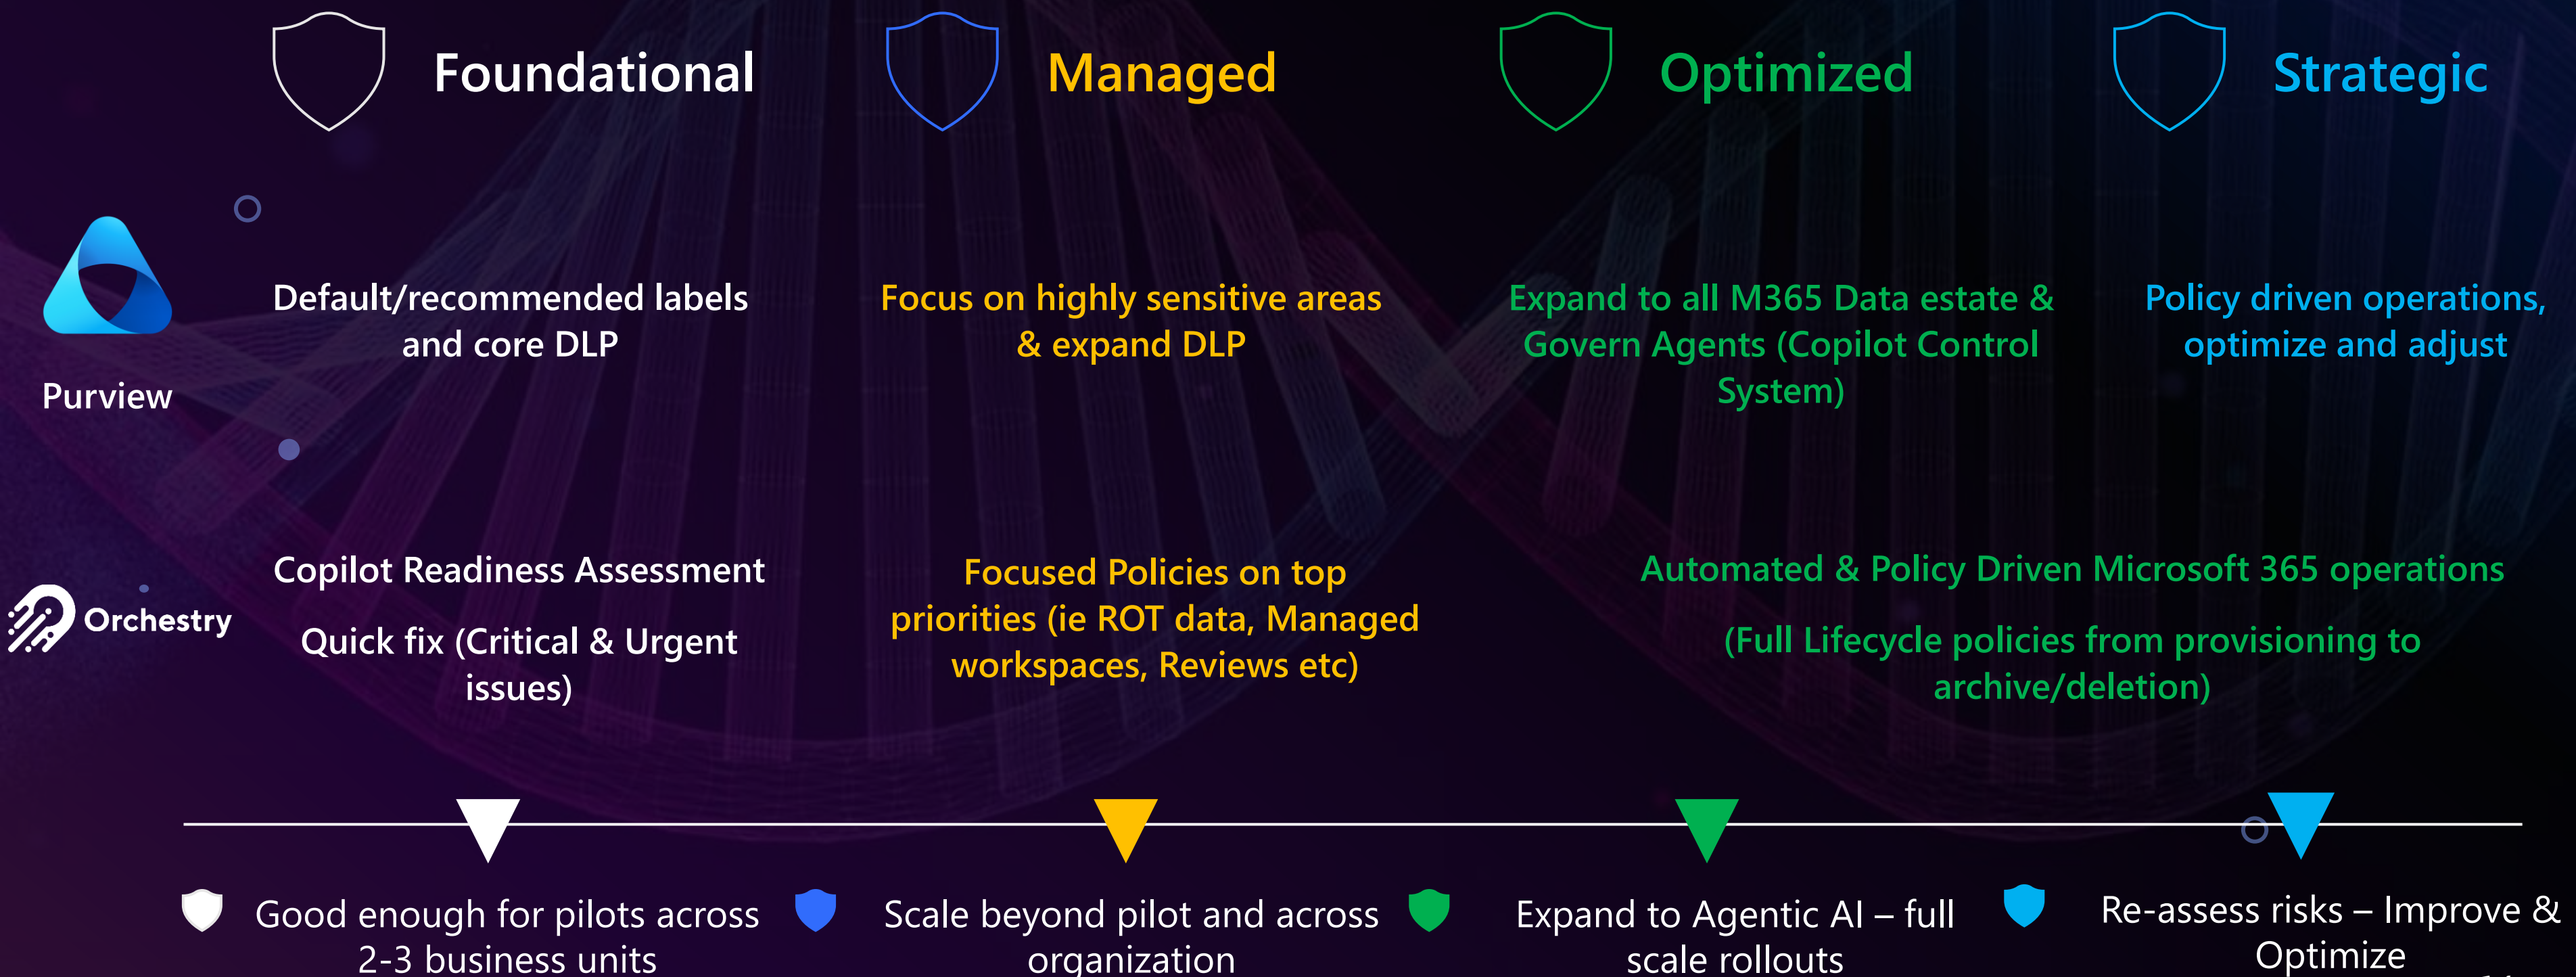 Foundational
Managed
Optimized
Strategic
Purview
Default/recommended labels
and core DLP
Focus on highly sensitive areas
& expand DLP
Expand to all M365 Data estate &
Govern Agents (Copilot Control
System)
Policy driven operations,
optimize and adjust
Orchestry
Copilot Readiness Assessment
Quick fix (Critical & Urgent
issues)
Focused Policies on top
priorities (ie ROT data, Managed
workspaces, Reviews etc)
Automated & Policy Driven Microsoft 365 operations
(Full Lifecycle policies from provisioning to
archive/deletion)
Good enough for pilots across
2-3 business units
Scale beyond pilot and across
organization
Expand to Agentic AI – full
scale rollouts
Re-assess risks – Improve &
Optimize